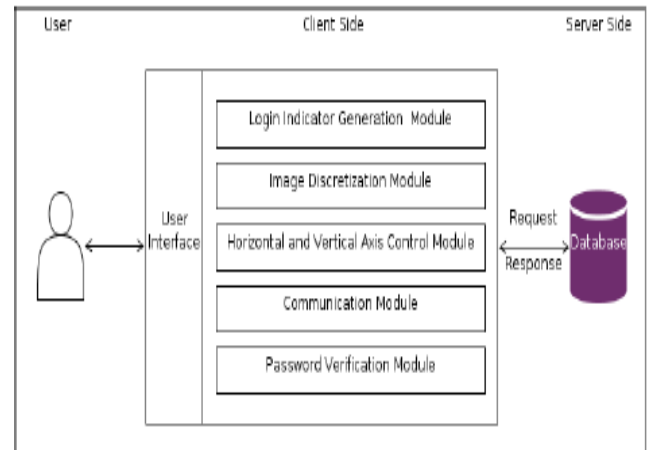 User
Client Side
Server Side
Login Indicator Generation Module
Image Discretization Module
User
Interface
Horizontal and Vertical Axis Control Module
Request
Response
Database
Communication Module
Password Verification Module